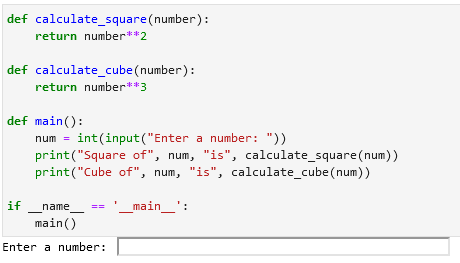 def calculate_square(number):
    return number**2

def calculate_cube(number):
    return number**3

def main():
    num = int(input("Enter a number: "))
    print("Square of", num, "is", calculate_square(num))
    print("Cube of", num, "is", calculate_cube(num))

if __name__ == '__main__':
    main()
Enter a number: